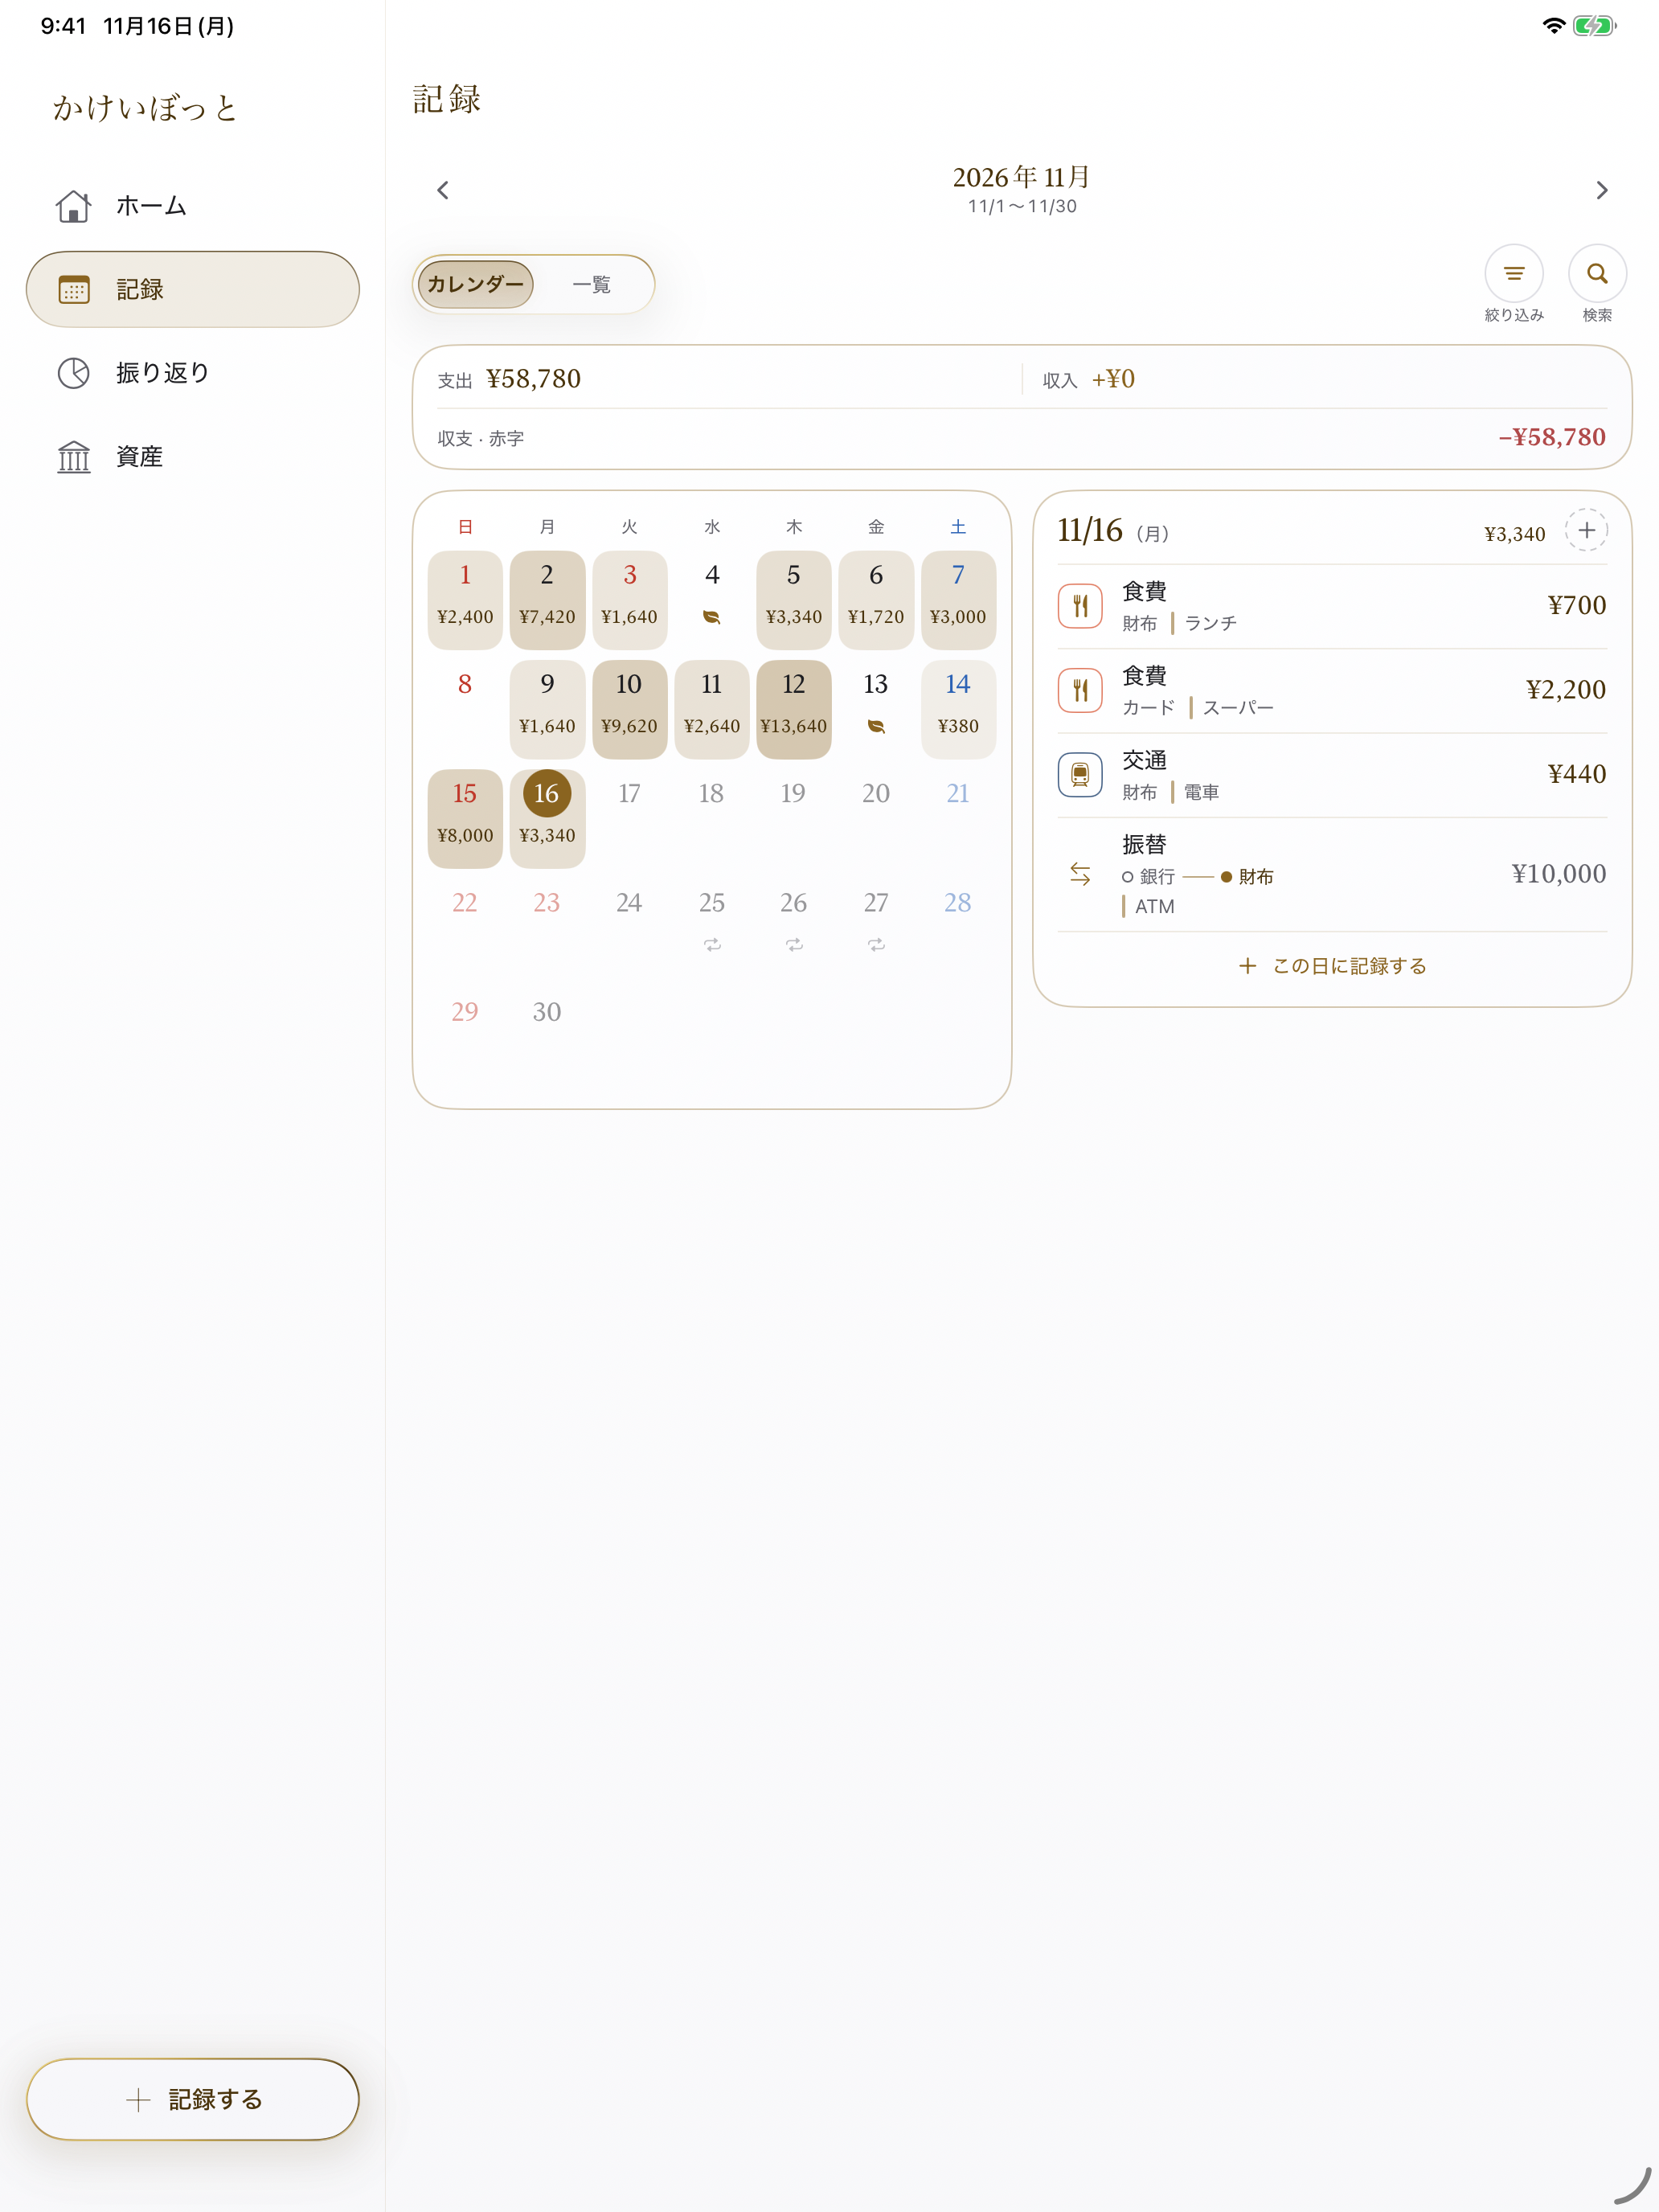 9:41 11月16日(月)
かけいぼっと
ホーム
記録
振り返り
資産
記録する
記録
2026年 11月
11/1〜11/30
カレンダー 一覧
絞り込み 検索
支出 ¥58,780 収入 +¥0
収支 · 赤字 −¥58,780
日 月 火 水 木 金 土
1 2 3 4 5 6 7
¥2,400 ¥7,420 ¥1,640 ¥3,340 ¥1,720 ¥3,000
8 9 10 11 12 13 14
¥1,640 ¥9,620 ¥2,640 ¥13,640 ¥380
15 16 17 18 19 20 21
¥8,000 ¥3,340
22 23 24 25 26 27 28
29 30
11/16 (月) ¥3,340
食費 ¥700
財布 ランチ
食費 ¥2,200
カード スーパー
交通 ¥440
財布 電車
振替 ¥10,000
銀行 財布
ATM
この日に記録する